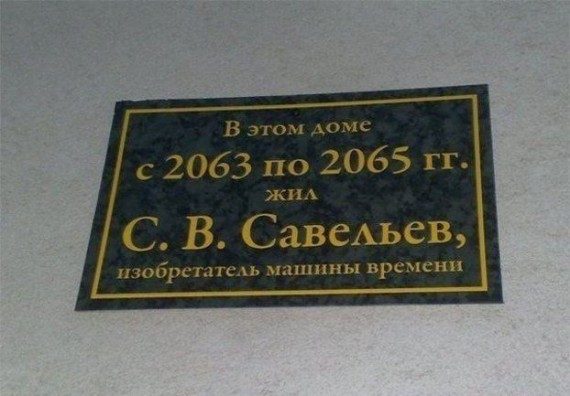 В этом доме
с 2063 по 2065 гг.
жил
С. В. Савельев,
изобретатель машины времени